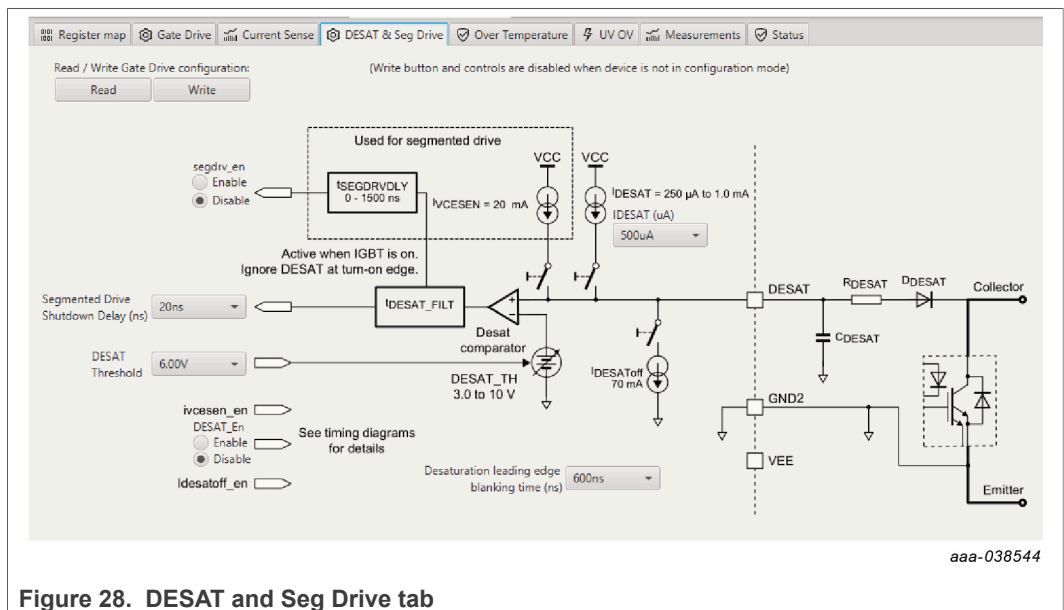 Register map Gate Drive Current Sense DESAT & Seg Drive Over Temperature UV OV Measurements Status
Read / Write Gate Drive configuration:
(Write button and controls are disabled when device is not in configuration mode)
Read Write
Used for segmented drive
VCC VCC
segdrv_en
Enable
Disable
tSEGDRVDLY
0 - 1500 ns
IVCESEN = 20 mA
IDESAT = 250 µA to 1.0 mA
IDESAT (uA)
500uA
Active when IGBT is on.
Ignore DESAT at turn-on edge.
DESAT
RDESAT
DDESAT
Collector
Segmented Drive
Shutdown Delay (ns)
20ns
tDESAT_FILT
+
–
Desat
comparator
CDESAT
DESAT
Threshold
6.00V
DESAT_TH
3.0 to 10 V
IDESAToff
70 mA
GND2
ivcesen_en
DESAT_En
Enable
Disable
See timing diagrams
for details
VEE
Desaturation leading edge
blanking time (ns)
600ns
Idesatoff_en
Emitter
aaa-038544
Figure 28. DESAT and Seg Drive tab